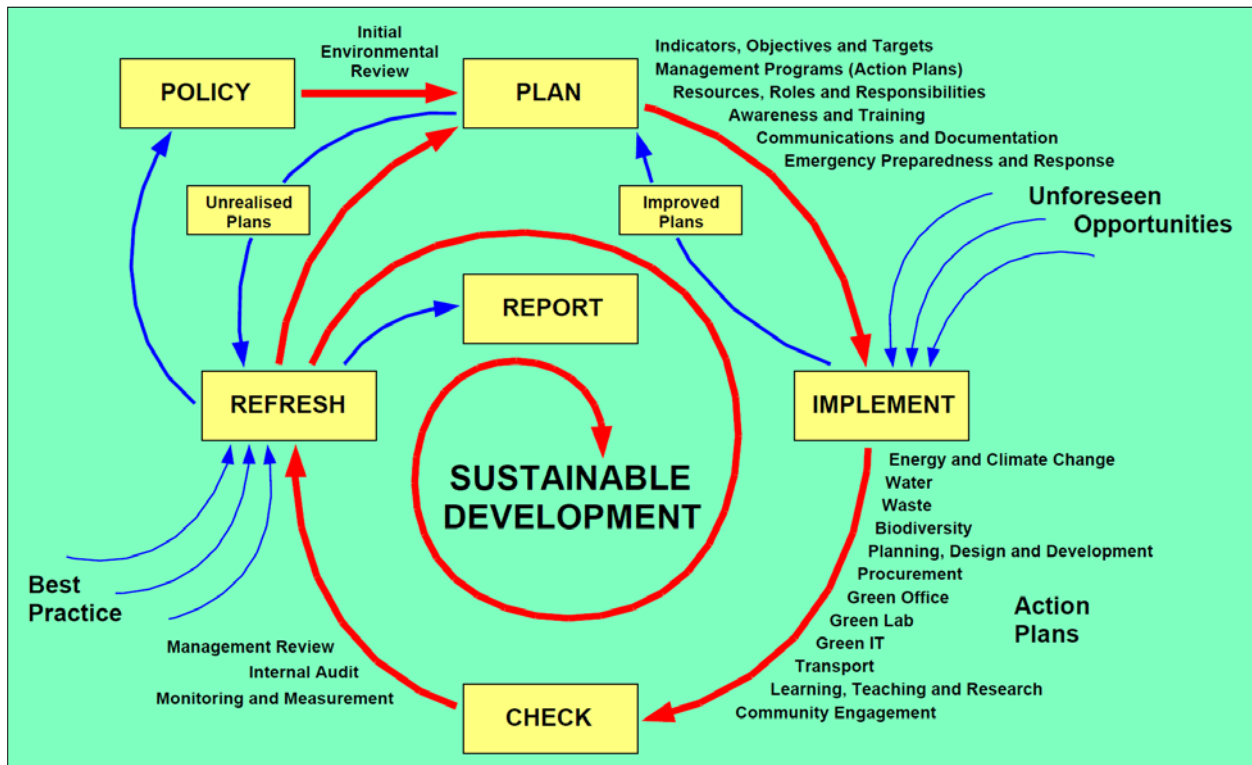 Initial
Environmental
Review
POLICY
PLAN
Indicators, Objectives and Targets
Management Programs (Action Plans)
Resources, Roles and Responsibilities
Awareness and Training
Communications and Documentation
Emergency Preparedness and Response
Unrealised
Plans
Improved
Plans
Unforeseen
Opportunities
REPORT
REFRESH
IMPLEMENT
SUSTAINABLE
DEVELOPMENT
Energy and Climate Change
Water
Waste
Biodiversity
Planning, Design and Development
Procurement
Green Office
Green Lab
Green IT
Transport
Learning, Teaching and Research
Community Engagement
Action
Plans
Best
Practice
Management Review
Internal Audit
Monitoring and Measurement
CHECK